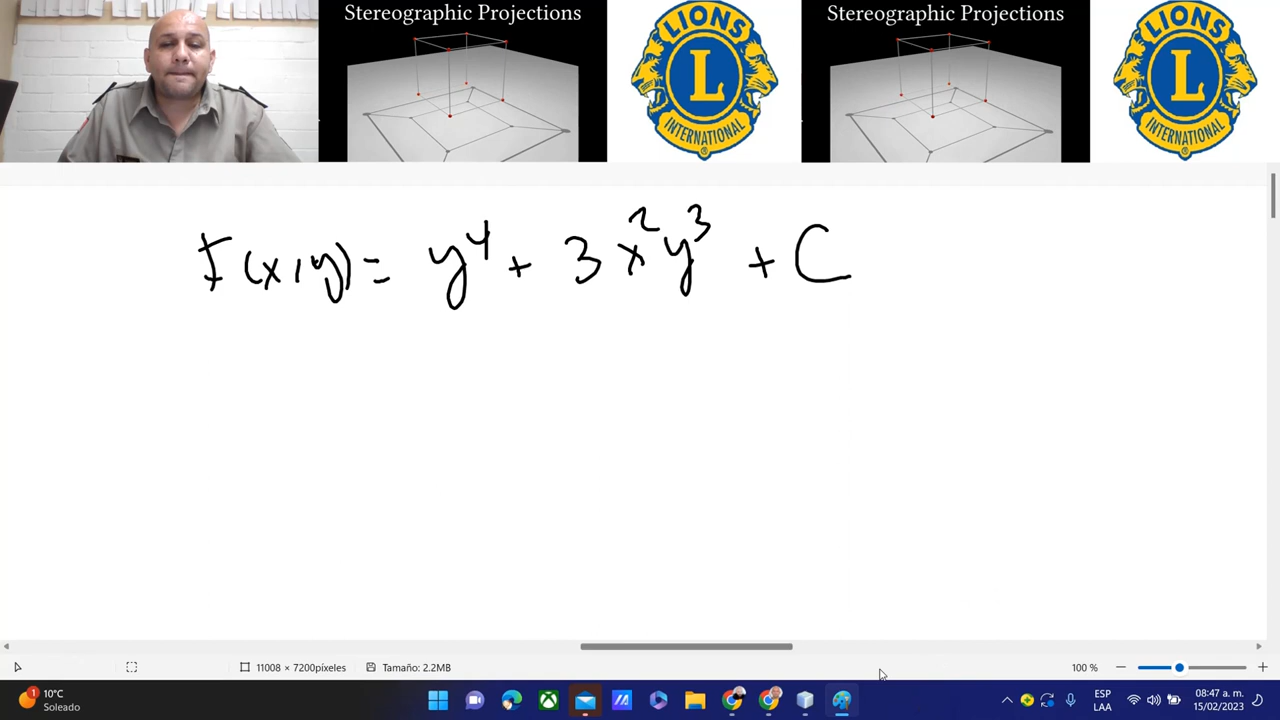 Stereographic Projections
LIONS
L
INTERNATIONAL
®
Stereographic Projections
LIONS
L
INTERNATIONAL
®
F(x,y) = y⁴ + 3x²y³ + C
11008 × 7200píxeles
Tamaño: 2.2MB
100 %
1
10°C
Soleado
ESP
LAA
08:47 a. m.
15/02/2023